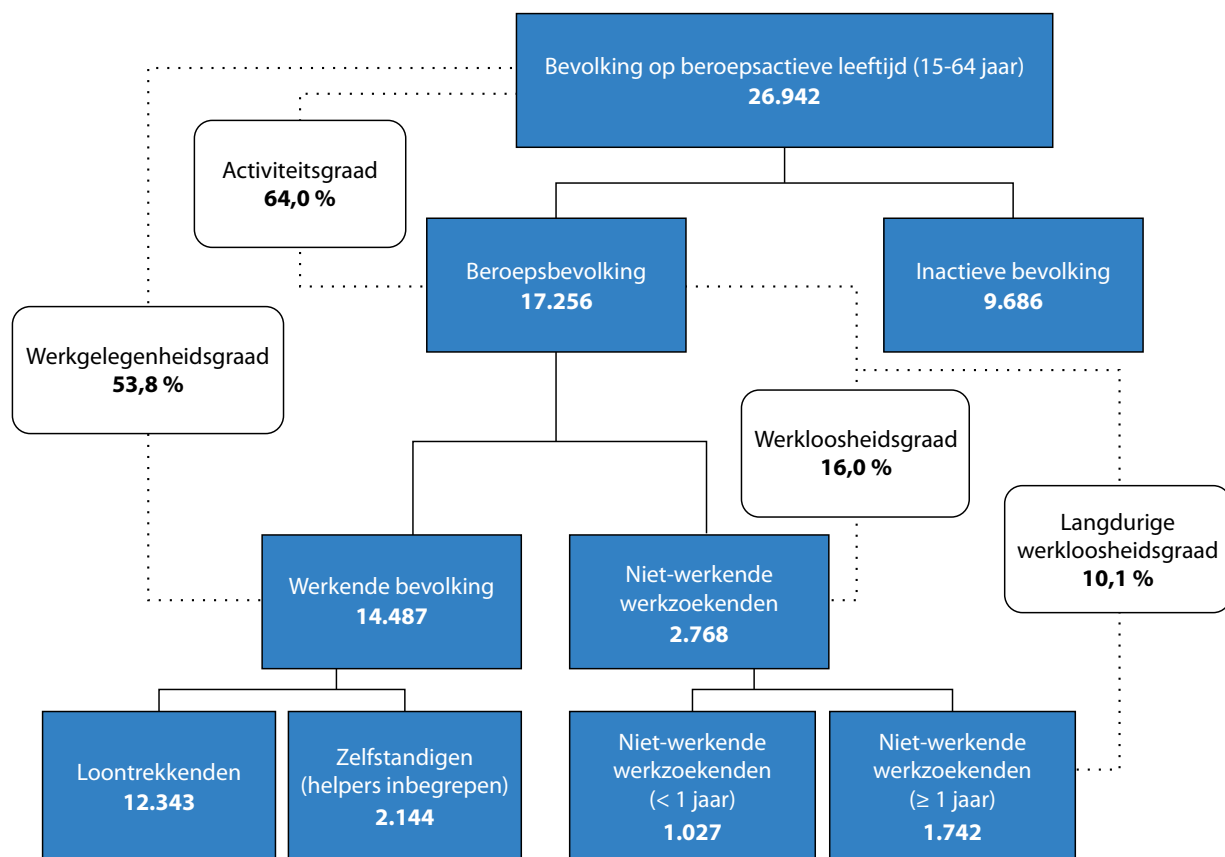 Bevolking op beroepsactieve leeftijd (15-64 jaar)
26.942
Activiteitsgraad
64,0 %
Beroepsbevolking
17.256
Inactieve bevolking
9.686
Werkgelegenheidsgraad
53,8 %
Werkloosheidsgraad
16,0 %
Langdurige
werkloosheidsgraad
10,1 %
Werkende bevolking
14.487
Niet-werkende
werkzoekenden
2.768
Loontrekkenden
12.343
Zelfstandigen
(helpers inbegrepen)
2.144
Niet-werkende
werkzoekenden
(< 1 jaar)
1.027
Niet-werkende
werkzoekenden
(≥ 1 jaar)
1.742